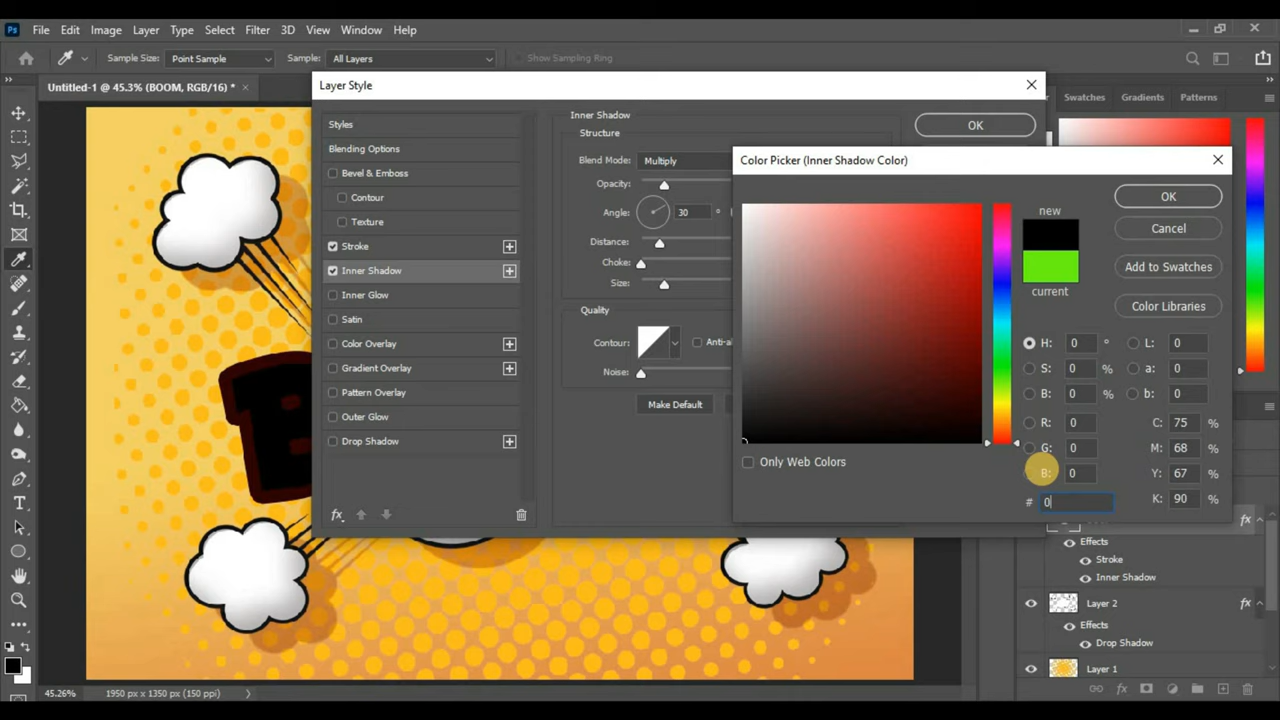 Ps File Edit Image Layer Type Select Filter 3D View Window Help
Sample Size: Point Sample Sample: All Layers Show Sampling Ring
Untitled-1 @ 45.3% (BOOM, RGB/16) *
Layer Style
Swatches Gradients Patterns
Styles
Blending Options
Bevel & Emboss
Contour
Texture
Stroke
Inner Shadow
Inner Glow
Satin
Color Overlay
Gradient Overlay
Pattern Overlay
Outer Glow
Drop Shadow
fx
Inner Shadow
Structure
Blend Mode: Multiply
Opacity:
Angle: 30 °
Distance:
Choke:
Size:
Quality
Contour:
Noise:
Make Default
OK
Color Picker (Inner Shadow Color)
new
current
OK
Cancel
Add to Swatches
Color Libraries
Only Web Colors
H: 0 ° L: 0
S: 0 % a: 0
B: 0 % b: 0
R: 0 C: 75 %
G: 0 M: 68 %
B: 0 Y: 67 %
# 0 K: 90 %
B
fx
Effects
Stroke
Inner Shadow
Layer 2 fx
Effects
Drop Shadow
Layer 1
fx
45.26% 1950 px x 1350 px (150 ppi)